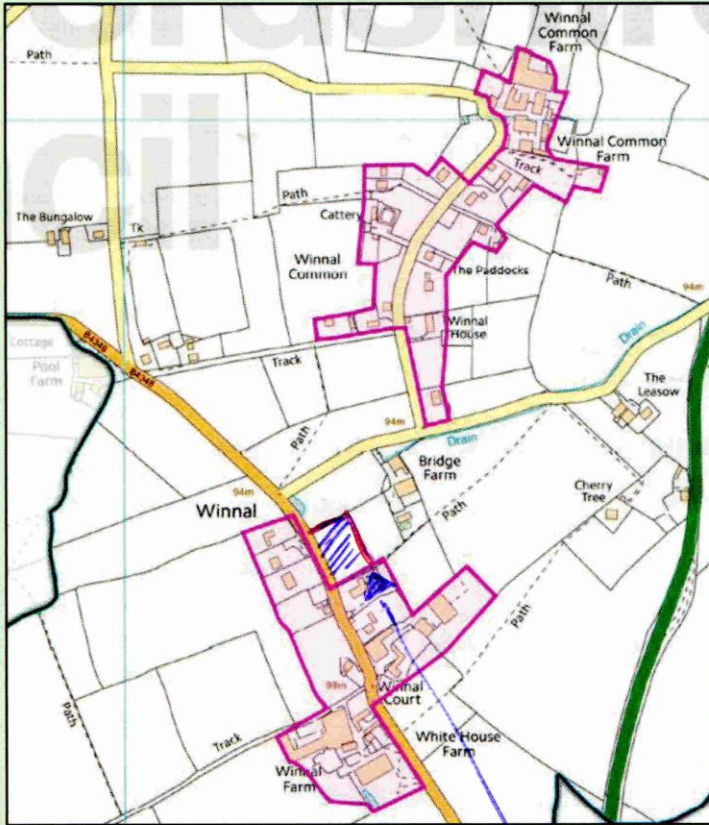 Winnal
Common
Farm
Path
Winnal Common
Farm
Track
Path
The Bungalow
Tk
Cattery
Winnal
Common
The Paddocks
Path
94m
Winnal
House
Drain
Cottage
Pool
Farm
B4348
B4348
Track
The
Leasow
Path
94m
Drain
94m
Bridge
Farm
Cherry
Tree
Winnal
Path
Path
99m
Winnal
Court
Path
Track
White House
Farm
Winnal
Farm
cil